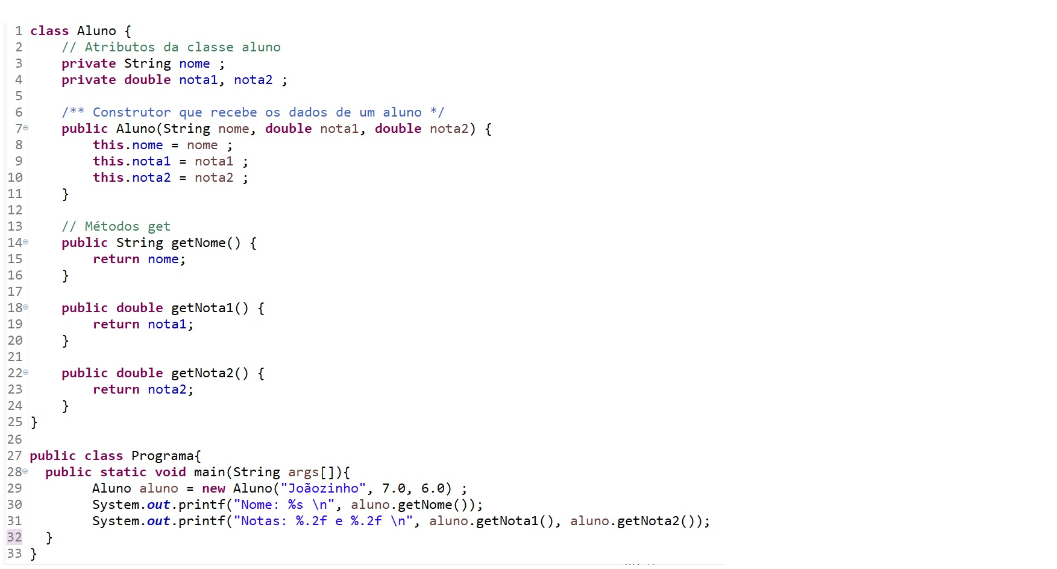 1 class Aluno {
2     // Atributos da classe aluno
3     private String nome ;
4     private double nota1, nota2 ;
5
6     /** Construtor que recebe os dados de um aluno */
7     public Aluno(String nome, double nota1, double nota2) {
8         this.nome = nome ;
9         this.nota1 = nota1 ;
10         this.nota2 = nota2 ;
11     }
12
13     // Métodos get
14     public String getNome() {
15         return nome;
16     }
17
18     public double getNota1() {
19         return nota1;
20     }
21
22     public double getNota2() {
23         return nota2;
24     }
25 }
26
27 public class Programa{
28   public static void main(String args[]){
29         Aluno aluno = new Aluno("Joãozinho", 7.0, 6.0) ;
30         System.out.printf("Nome: %s \n", aluno.getNome());
31         System.out.printf("Notas: %.2f e %.2f \n", aluno.getNota1(), aluno.getNota2());
32   }
33 }